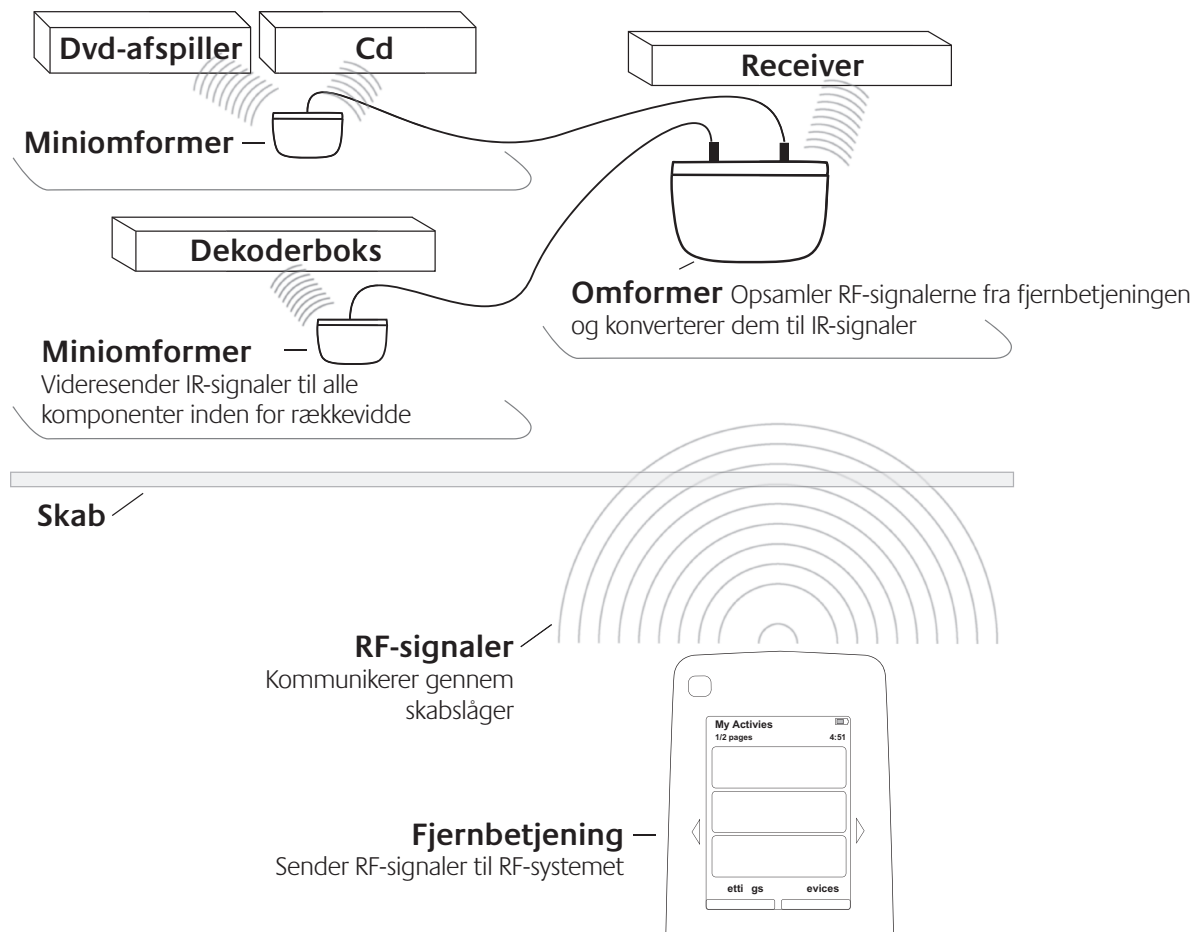 Dvd-afspiller
Cd
Receiver
Miniomformer
Dekoderboks
Omformer Opsamler RF-signalerne fra fjernbetjeningen
og konverterer dem til IR-signaler
Miniomformer
Videresender IR-signaler til alle
komponenter inden for rækkevidde
Skab
RF-signaler
Kommunikerer gennem
skabslåger
My Activies
1/2 pages 4:51
Fjernbetjening
Sender RF-signaler til RF-systemet
etti gs evices